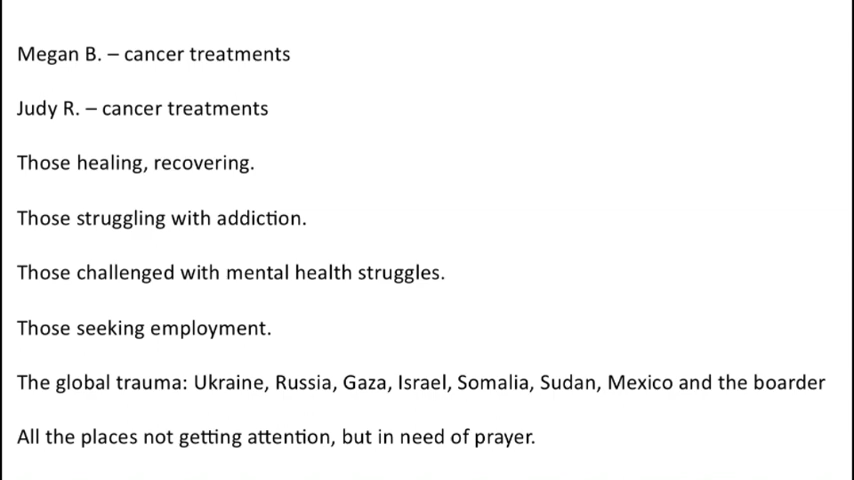 Megan B. – cancer treatments
Judy R. – cancer treatments
Those healing, recovering.
Those struggling with addiction.
Those challenged with mental health struggles.
Those seeking employment.
The global trauma: Ukraine, Russia, Gaza, Israel, Somalia, Sudan, Mexico and the boarder
All the places not getting attention, but in need of prayer.